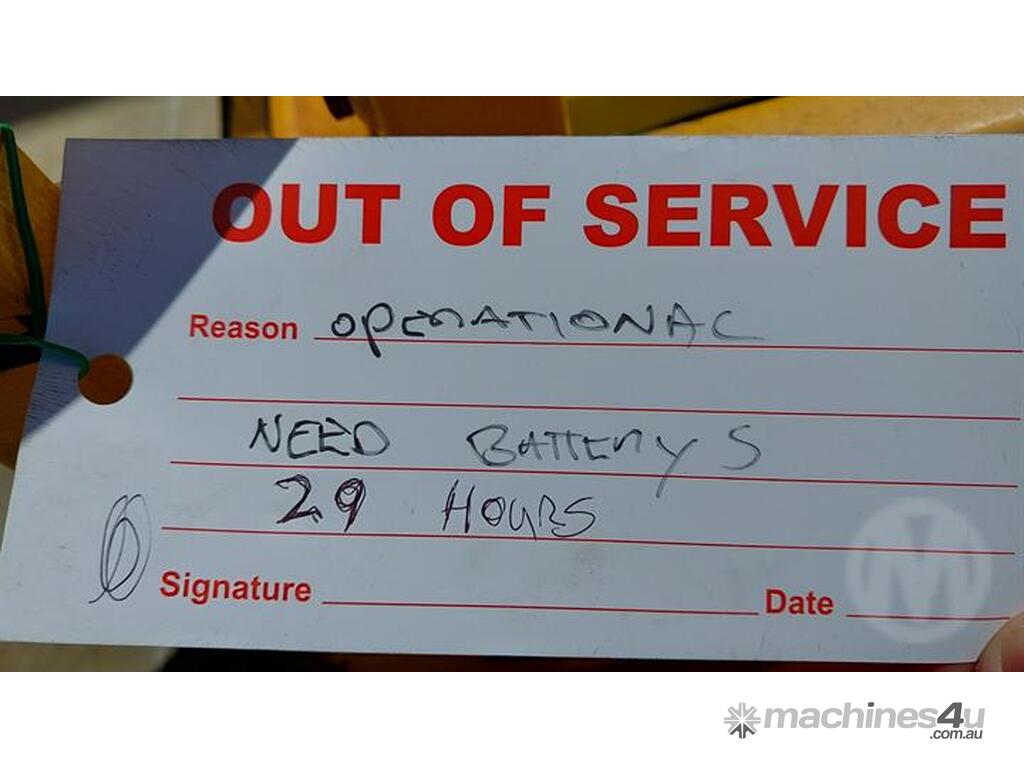 OUT OF SERVICE
Reason OPERATIONAL
NEED BATTERYS
29 HOURS
Signature Date
M
machines4u
.com.au